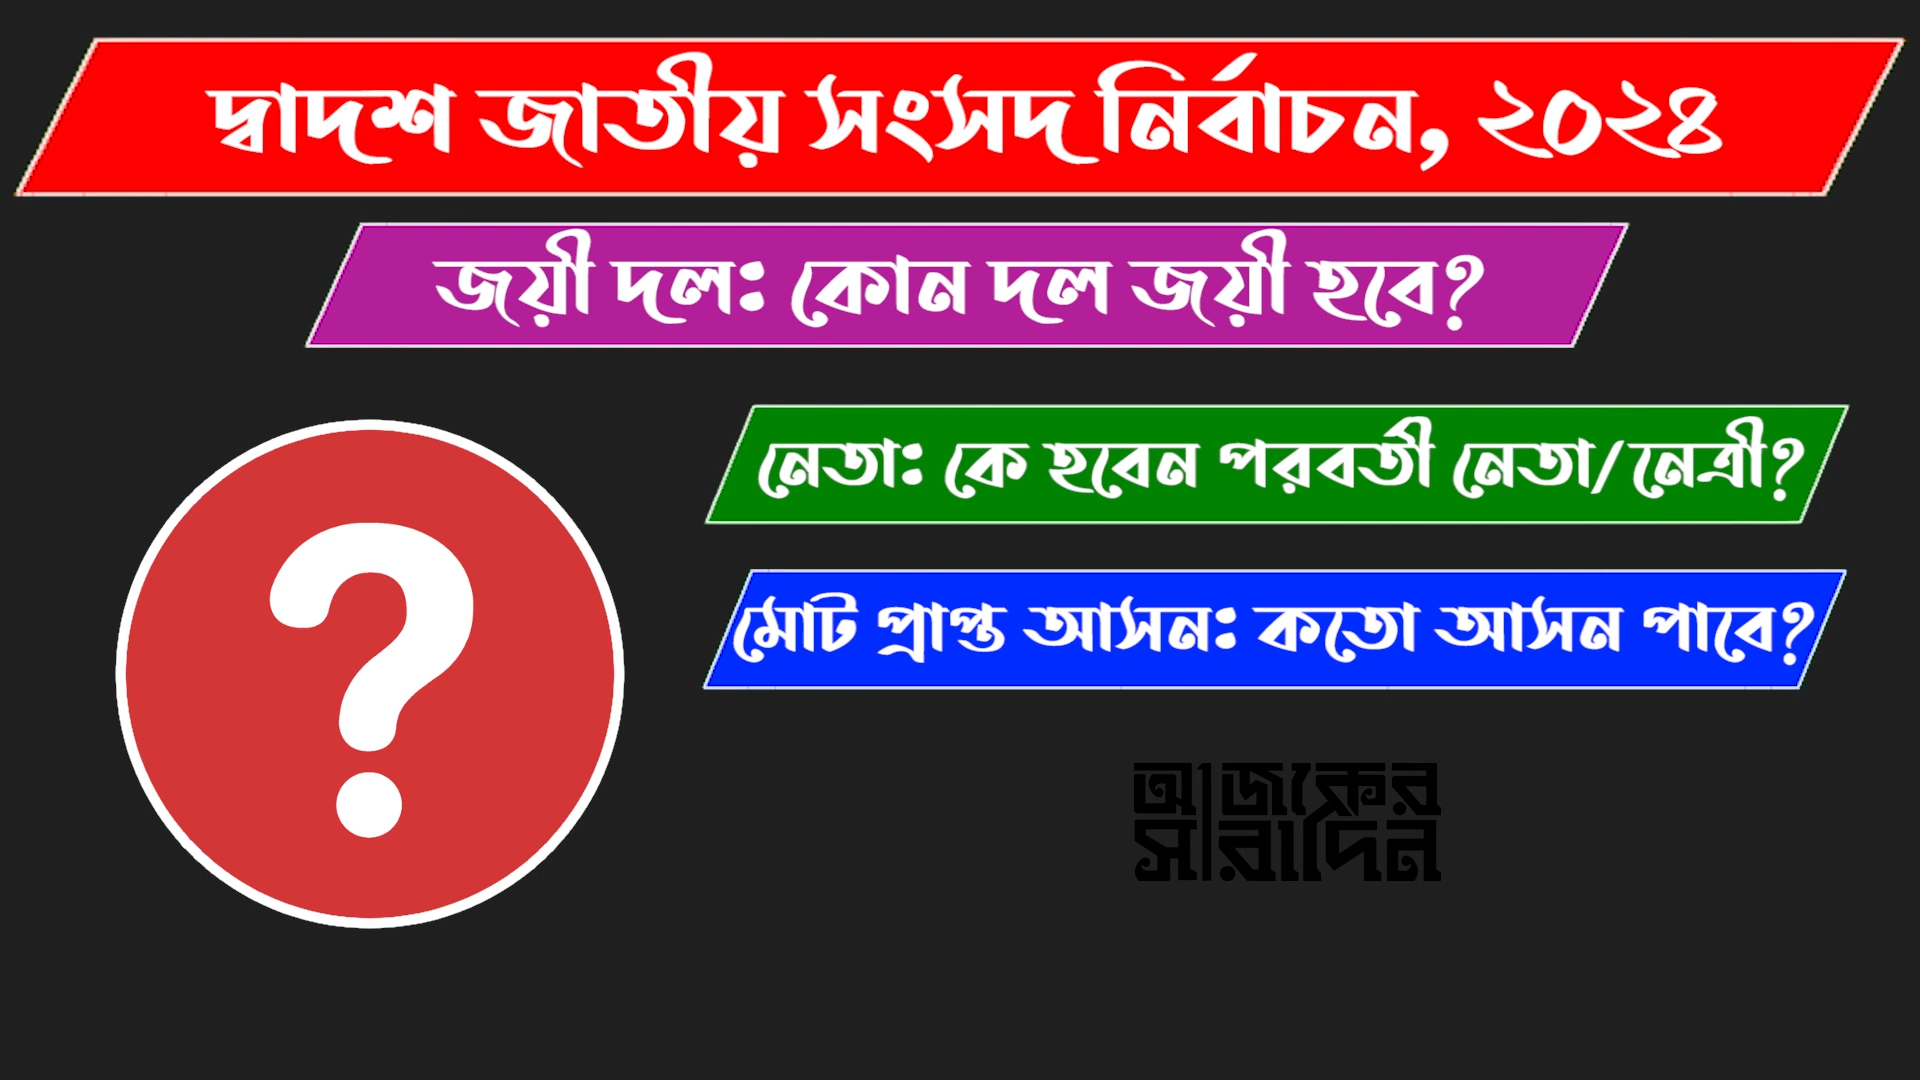 দ্বাদশ জাতীয় সংসদ নির্বাচন, ২০২৪
জয়ী দল: কোন দল জয়ী হবে?
নেতা: কে হবেন পরবর্তী নেতা/নেত্রী?
মোট প্রাপ্ত আসন: কতো আসন পাবে?
আজকের
সারাদিন